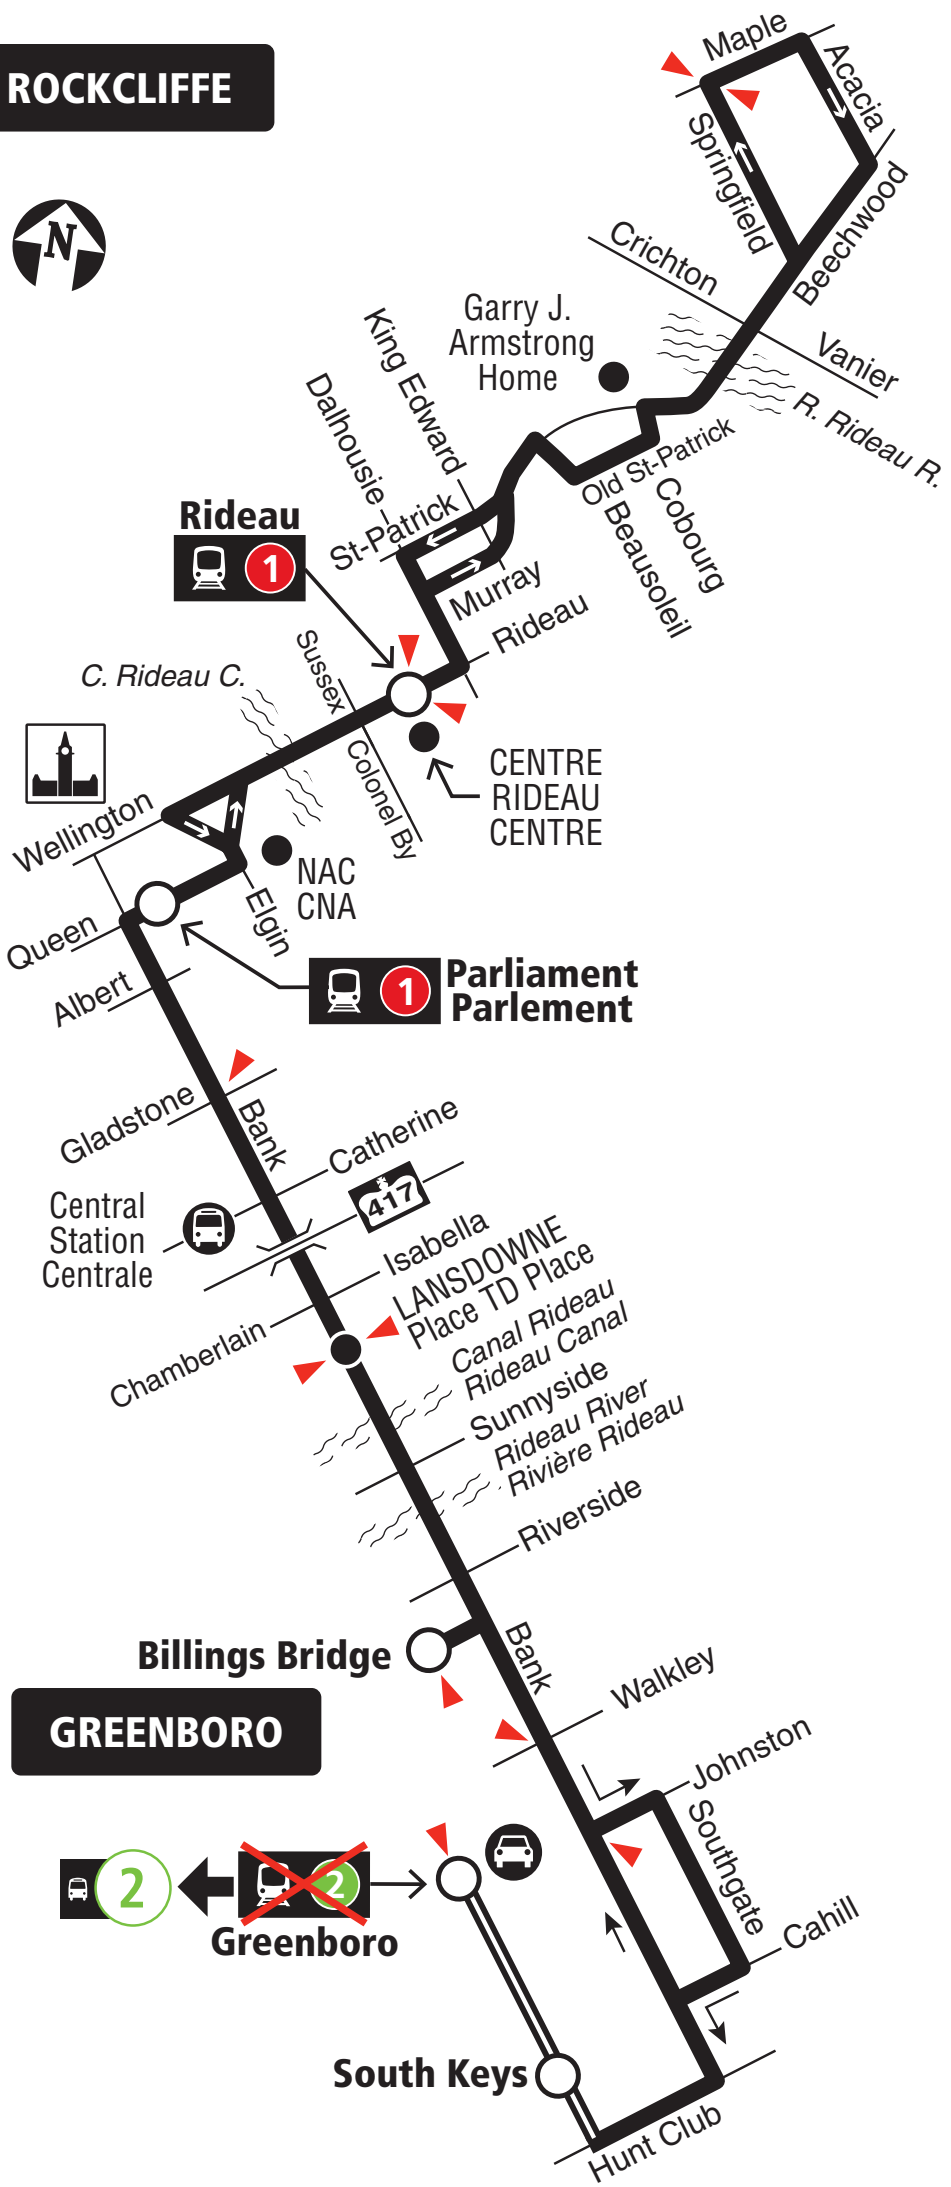 ROCKCLIFFE
Maple
Acacia
N
Springfield
Beechwood
Crichton
Vanier
Garry J.
Armstrong
Home
King Edward
Dalhousie
R. Rideau R.
Old St-Patrick
Cobourg
Beausoleil
St-Patrick
Rideau
1
Murray
Rideau
Sussex
C. Rideau C.
Colonel By
CENTRE
RIDEAU
CENTRE
Wellington
NAC
CNA
Elgin
Queen
Albert
1
Parliament
Parlement
Gladstone
Bank
Catherine
417
Central
Station
Centrale
Isabella
LANSDOWNE
Place TD Place
Chamberlain
Canal Rideau
Rideau Canal
Sunnyside
Rideau River
Rivière Rideau
Riverside
Billings Bridge
Bank
Walkley
GREENBORO
Johnston
Southgate
2
2
Greenboro
Cahill
South Keys
Hunt Club